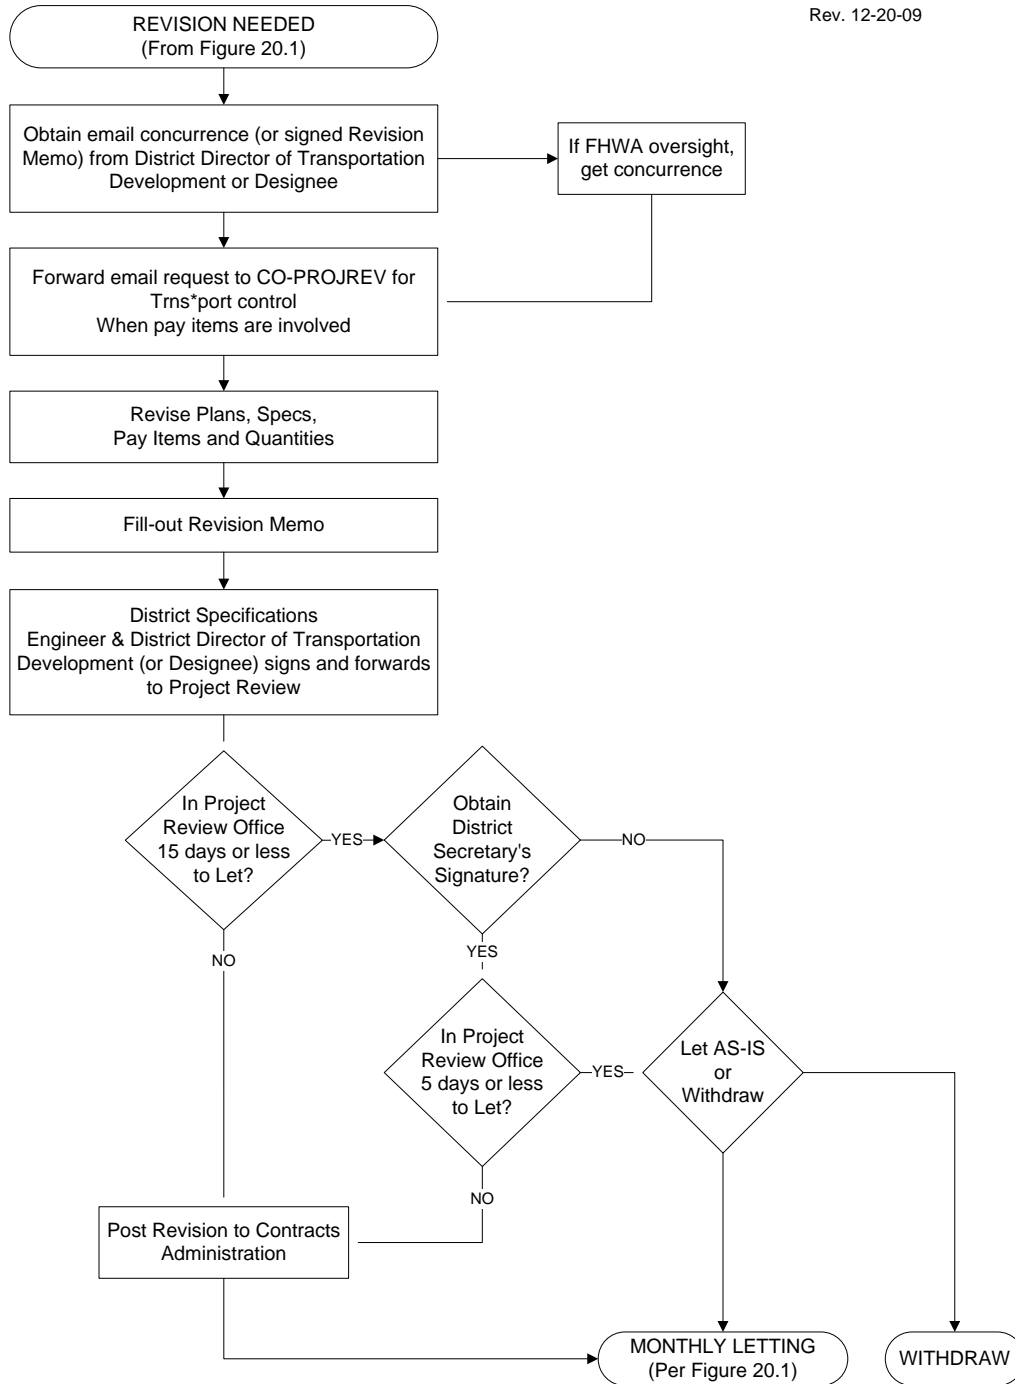 Rev. 12-20-09
REVISION NEEDED
(From Figure 20.1)
Obtain email concurrence (or signed Revision
Memo) from District Director of Transportation
Development or Designee
If FHWA oversight,
get concurrence
Forward email request to CO-PROJREV for
Trns*port control
When pay items are involved
Revise Plans, Specs,
Pay Items and Quantities
Fill-out Revision Memo
District Specifications
Engineer & District Director of Transportation
Development (or Designee) signs and forwards
to Project Review
In Project
Review Office
15 days or less
to Let?
YES
Obtain
District
Secretary's
Signature?
NO
NO
YES
In Project
Review Office
5 days or less
to Let?
YES
Let AS-IS
or
Withdraw
NO
Post Revision to Contracts
Administration
MONTHLY LETTING
(Per Figure 20.1)
WITHDRAW